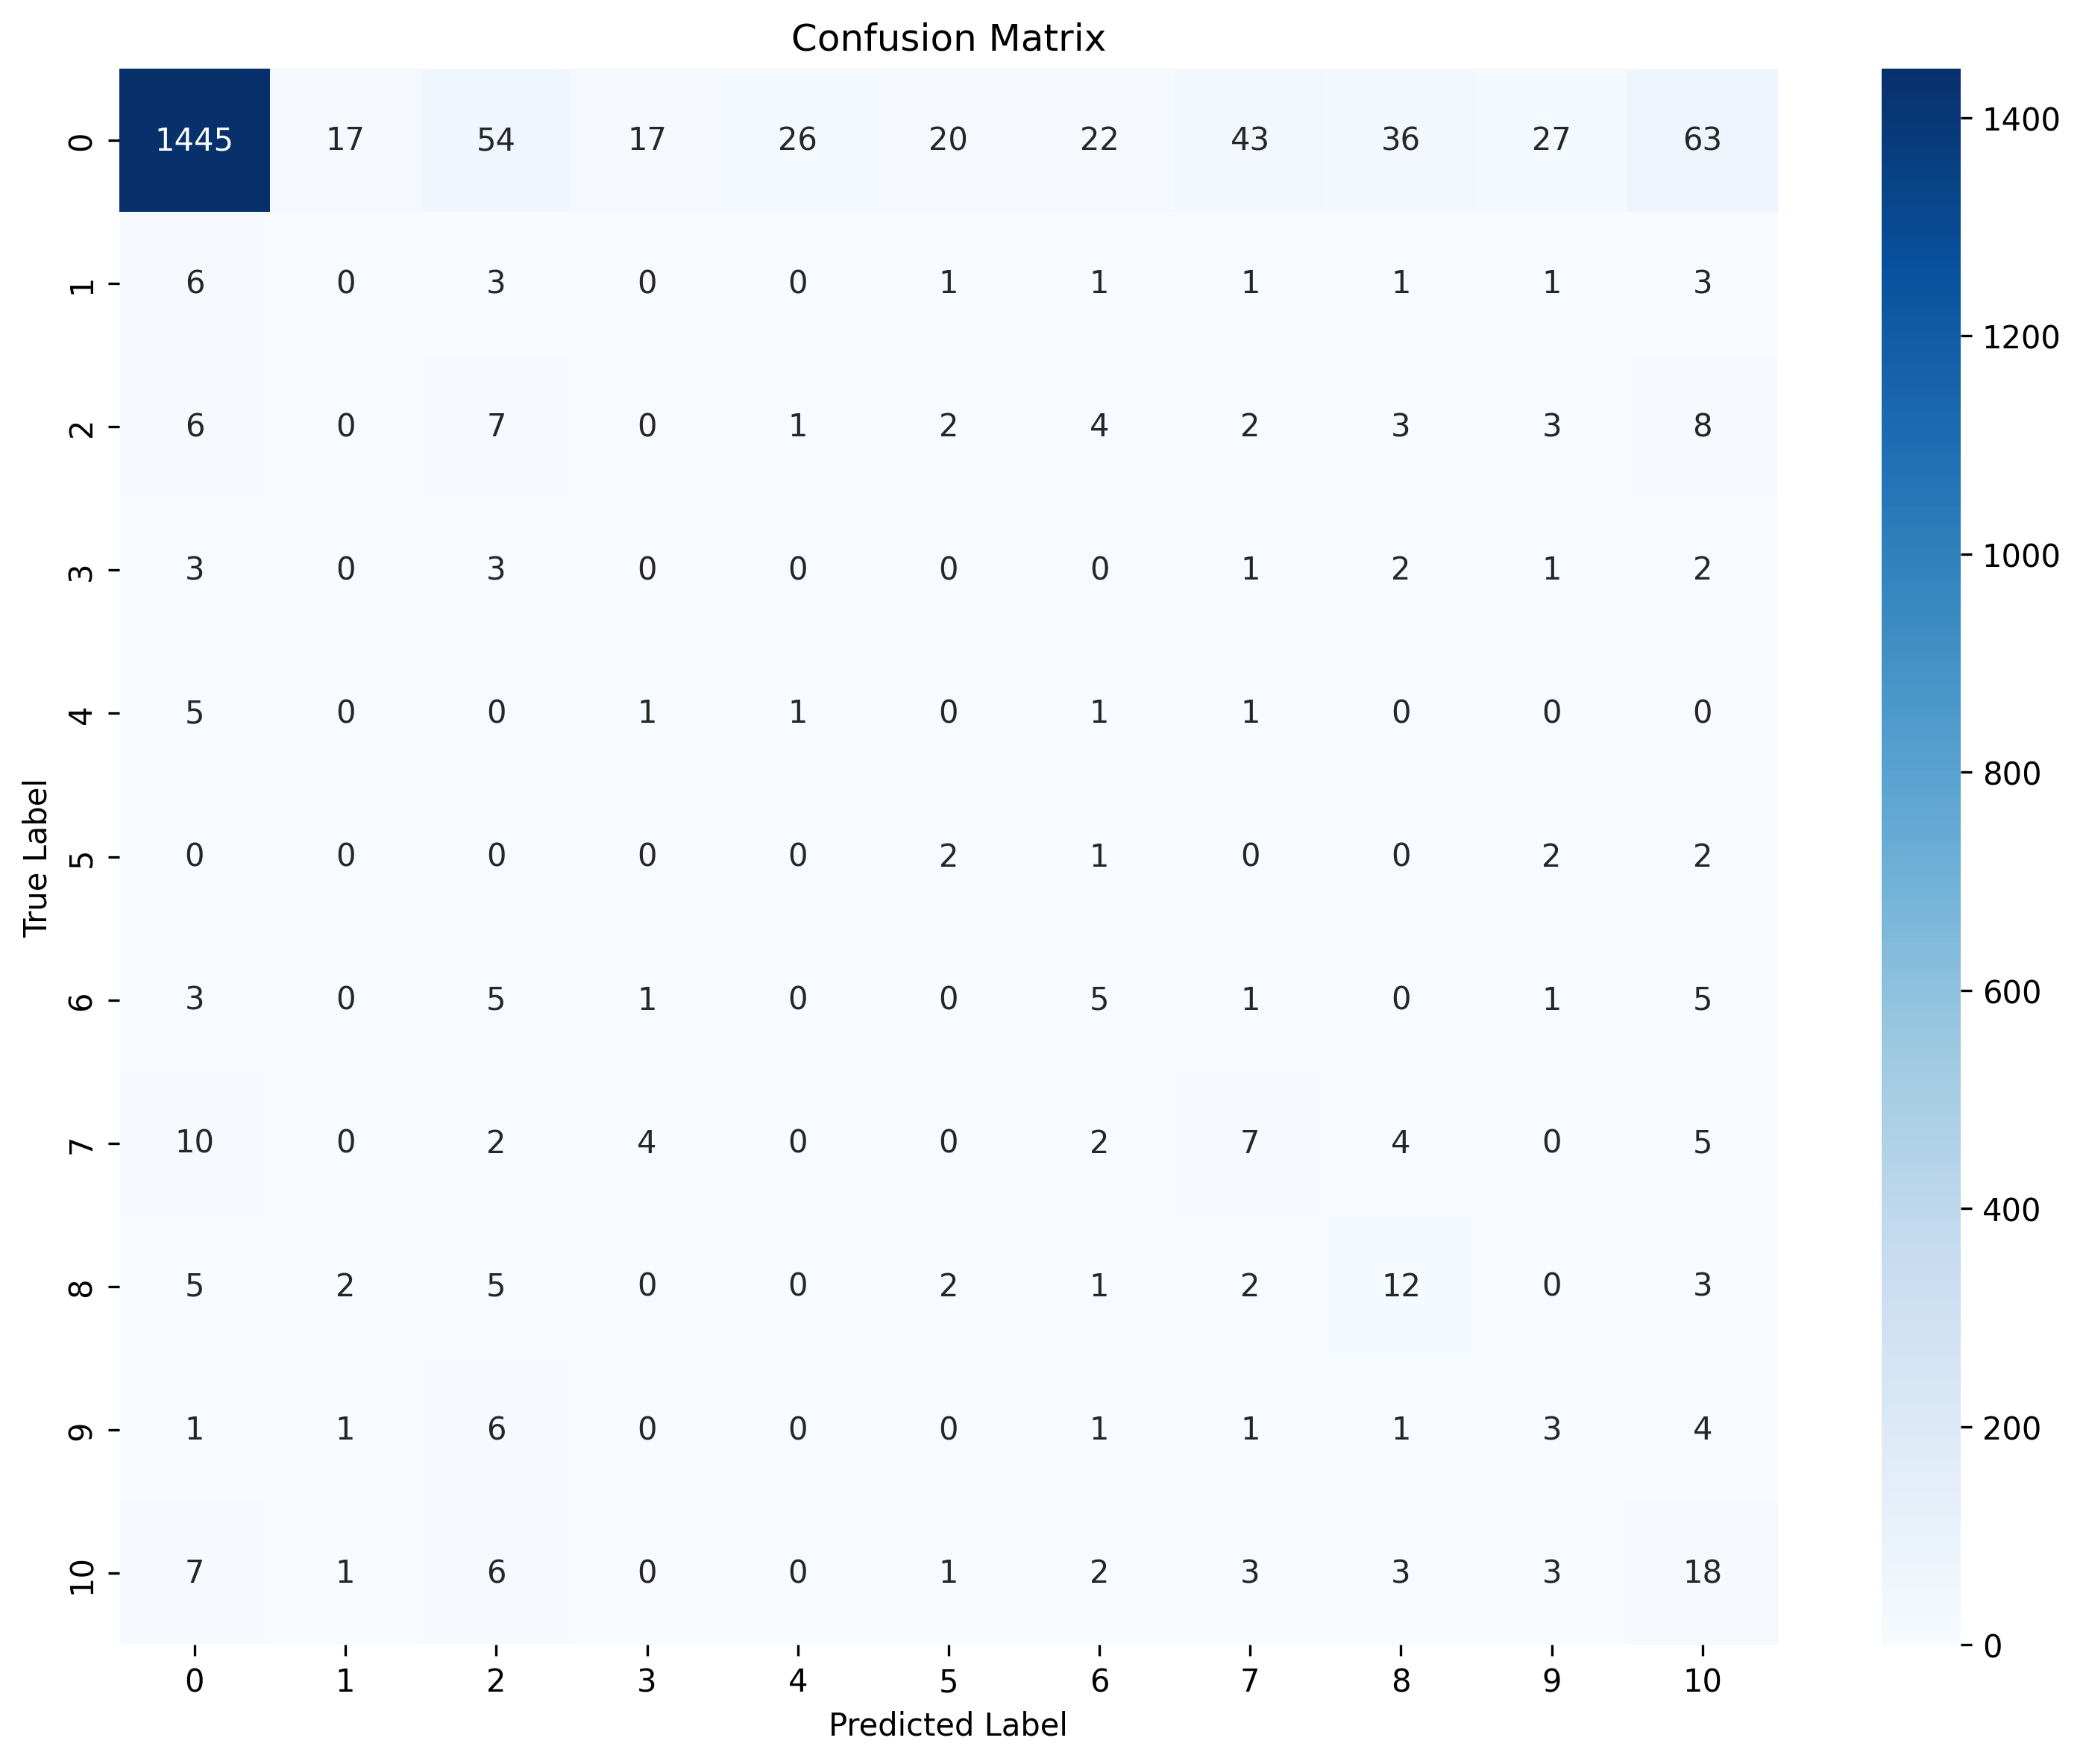 Confusion Matrix
0 1445 17 54 17 26 20 22 43 36 27 63
1 6 0 3 0 0 1 1 1 1 1 3
2 6 0 7 0 1 2 4 2 3 3 8
3 3 0 3 0 0 0 0 1 2 1 2
4 5 0 0 1 1 0 1 1 0 0 0
5 0 0 0 0 0 2 1 0 0 2 2
6 3 0 5 1 0 0 5 1 0 1 5
7 10 0 2 4 0 0 2 7 4 0 5
8 5 2 5 0 0 2 1 2 12 0 3
9 1 1 6 0 0 0 1 1 1 3 4
10 7 1 6 0 0 1 2 3 3 3 18
0 1 2 3 4 5 6 7 8 9 10
Predicted Label
True Label
1400
1200
1000
800
600
400
200
0